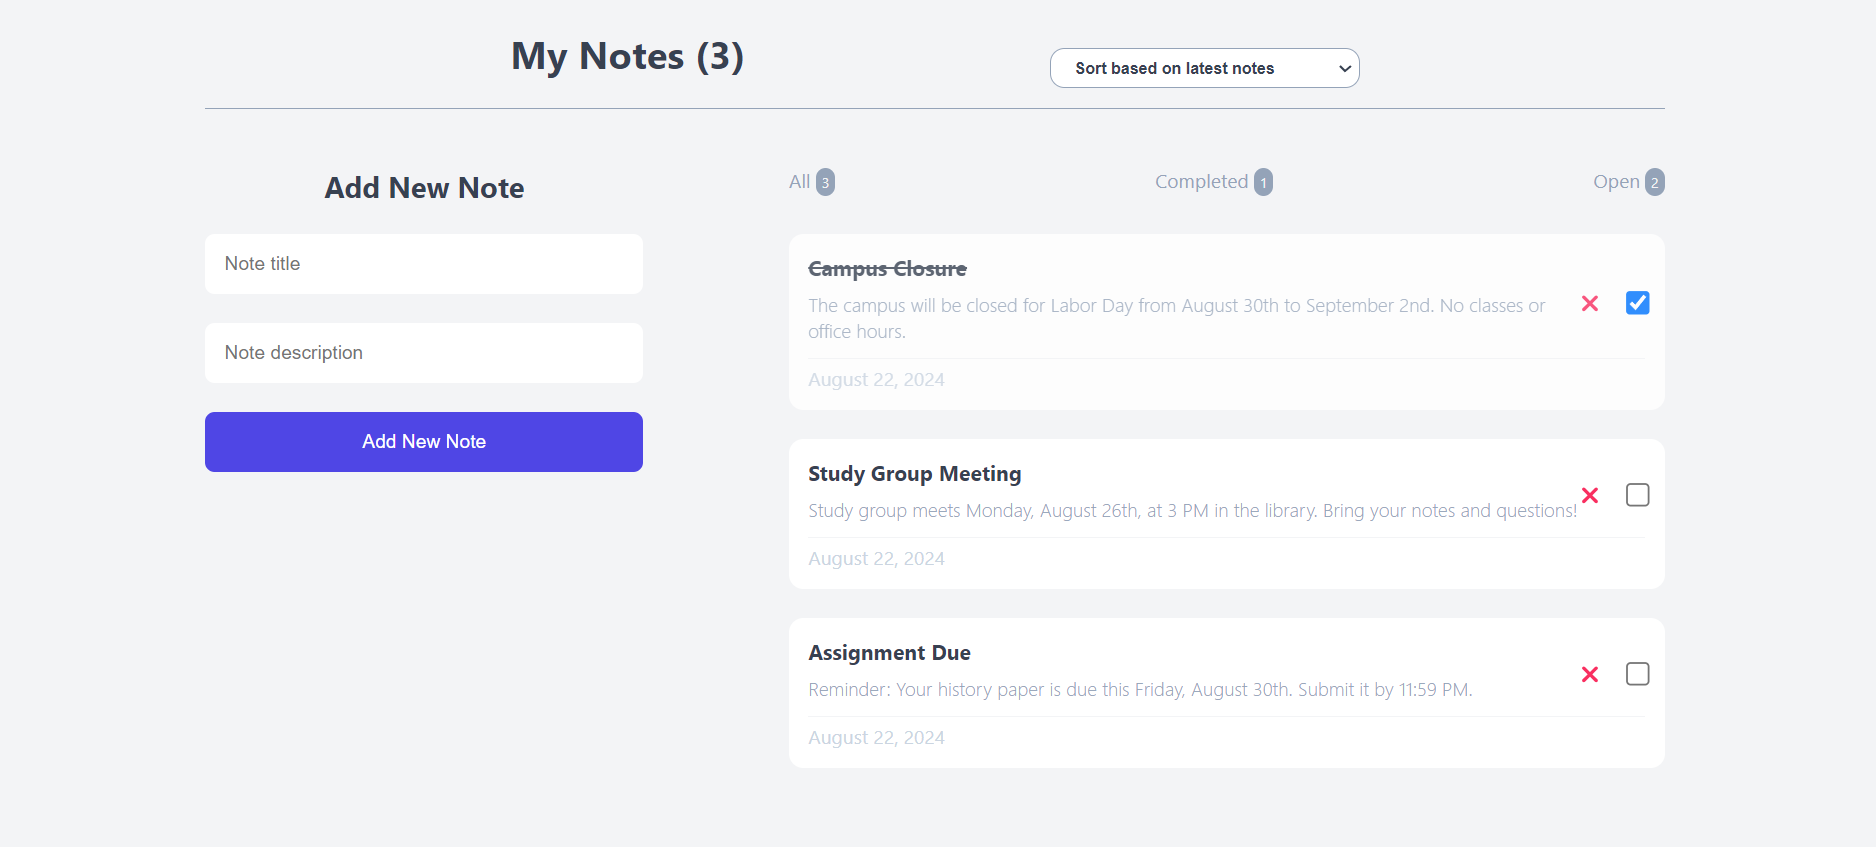 My Notes (3)
Sort based on latest notes
Add New Note
Note title
Note description
Add New Note
All 3
Completed 1
Open 2
Campus Closure
The campus will be closed for Labor Day from August 30th to September 2nd. No classes or
office hours.
August 22, 2024
Study Group Meeting
Study group meets Monday, August 26th, at 3 PM in the library. Bring your notes and questions!
August 22, 2024
Assignment Due
Reminder: Your history paper is due this Friday, August 30th. Submit it by 11:59 PM.
August 22, 2024